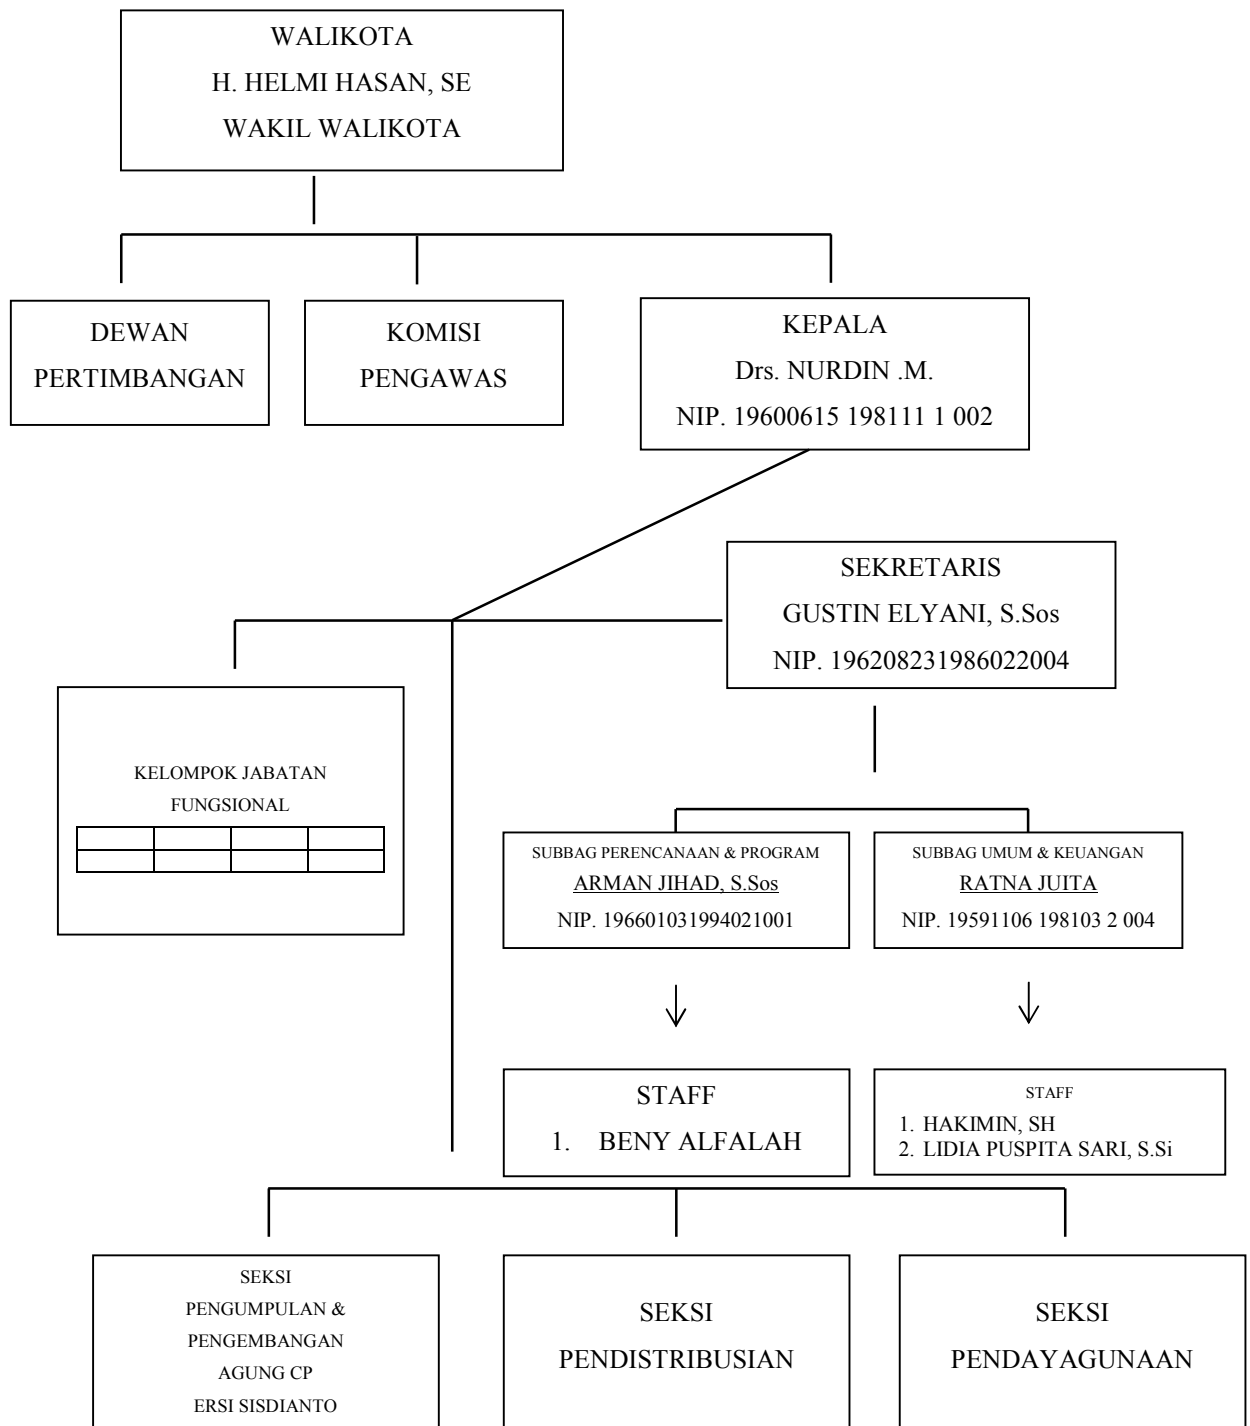 WALIKOTA
H. HELMI HASAN, SE
WAKIL WALIKOTA
DEWAN
PERTIMBANGAN
KOMISI
PENGAWAS
KEPALA
Drs. NURDIN .M.
NIP. 19600615 198111 1 002
SEKRETARIS
GUSTIN ELYANI, S.Sos
NIP. 196208231986022004
KELOMPOK JABATAN
FUNGSIONAL
SUBBAG PERENCANAAN & PROGRAM
ARMAN JIHAD, S.Sos
NIP. 196601031994021001
SUBBAG UMUM & KEUANGAN
RATNA JUITA
NIP. 19591106 198103 2 004
STAFF
1. BENY ALFALAH
STAFF
1. HAKIMIN, SH
2. LIDIA PUSPITA SARI, S.Si
SEKSI
PENGUMPULAN &
PENGEMBANGAN
AGUNG CP
ERSI SISDIANTO
SEKSI
PENDISTRIBUSIAN
SEKSI
PENDAYAGUNAAN